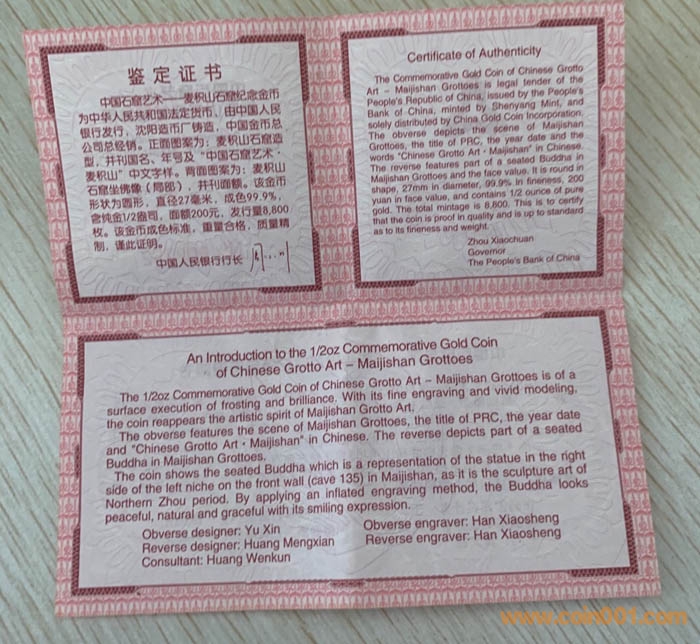 鉴定证书
中国石窟艺术——麦积山石窟纪念金币
为中华人民共和国法定货币，由中国人民
银行发行，沈阳造币厂铸造，中国金币总
公司总经销。正面图案为：麦积山石窟造
型，并刊国名、年号及“中国石窟艺术·
麦积山”中文字样。背面图案为：麦积山
石窟坐佛像（局部），并刊面额。该金币
形状为圆形，直径27毫米，成色99.9%，
含纯金1/2盎司，面额200元，发行量8,800
枚。该金币成色标准，重量合格，质量精
制，谨此证明。
中国人民银行行长
Certificate of Authenticity
The Commemorative Gold Coin of Chinese Grotto
Art – Maijishan Grottoes is legal tender of the
People's Republic of China, issued by the People's
Bank of China, minted by Shenyang Mint, and
solely distributed by China Gold Coin Incorporation.
The obverse depicts the scene of Maijishan
Grottoes, the title of PRC, the year date and the
words "Chinese Grotto Art · Maijishan" in Chinese.
The reverse features part of a seated Buddha in
Maijishan Grottoes and the face value. It is round in
shape, 27mm in diameter, 99.9% in fineness, 200
yuan in face value, and contains 1/2 ounce of pure
gold. The total mintage is 8,800. This is to certify
that the coin is proof in quality and is up to standard
as to its fineness and weight.
Zhou Xiaochuan
Governor
The People's Bank of China
An Introduction to the 1/2oz Commemorative Gold Coin
of Chinese Grotto Art – Maijishan Grottoes
The 1/2oz Commemorative Gold Coin of Chinese Grotto Art – Maijishan Grottoes is of a
surface execution of frosting and brilliance. With its fine engraving and vivid modeling,
the coin reappears the artistic spirit of Maijishan Grotto Art.
The obverse features the scene of Maijishan Grottoes, the title of PRC, the year date
and "Chinese Grotto Art · Maijishan" in Chinese. The reverse depicts part of a seated
Buddha in Maijishan Grottoes.
The coin shows the seated Buddha which is a representation of the statue in the right
side of the left niche on the front wall (cave 135) in Maijishan, as it is the sculpture art of
Northern Zhou period. By applying an inflated engraving method, the Buddha looks
peaceful, natural and graceful with its smiling expression.
Obverse designer: Yu Xin
Reverse designer: Huang Mengxian
Consultant: Huang Wenkun
Obverse engraver: Han Xiaosheng
Reverse engraver: Han Xiaosheng
www.coin001.com